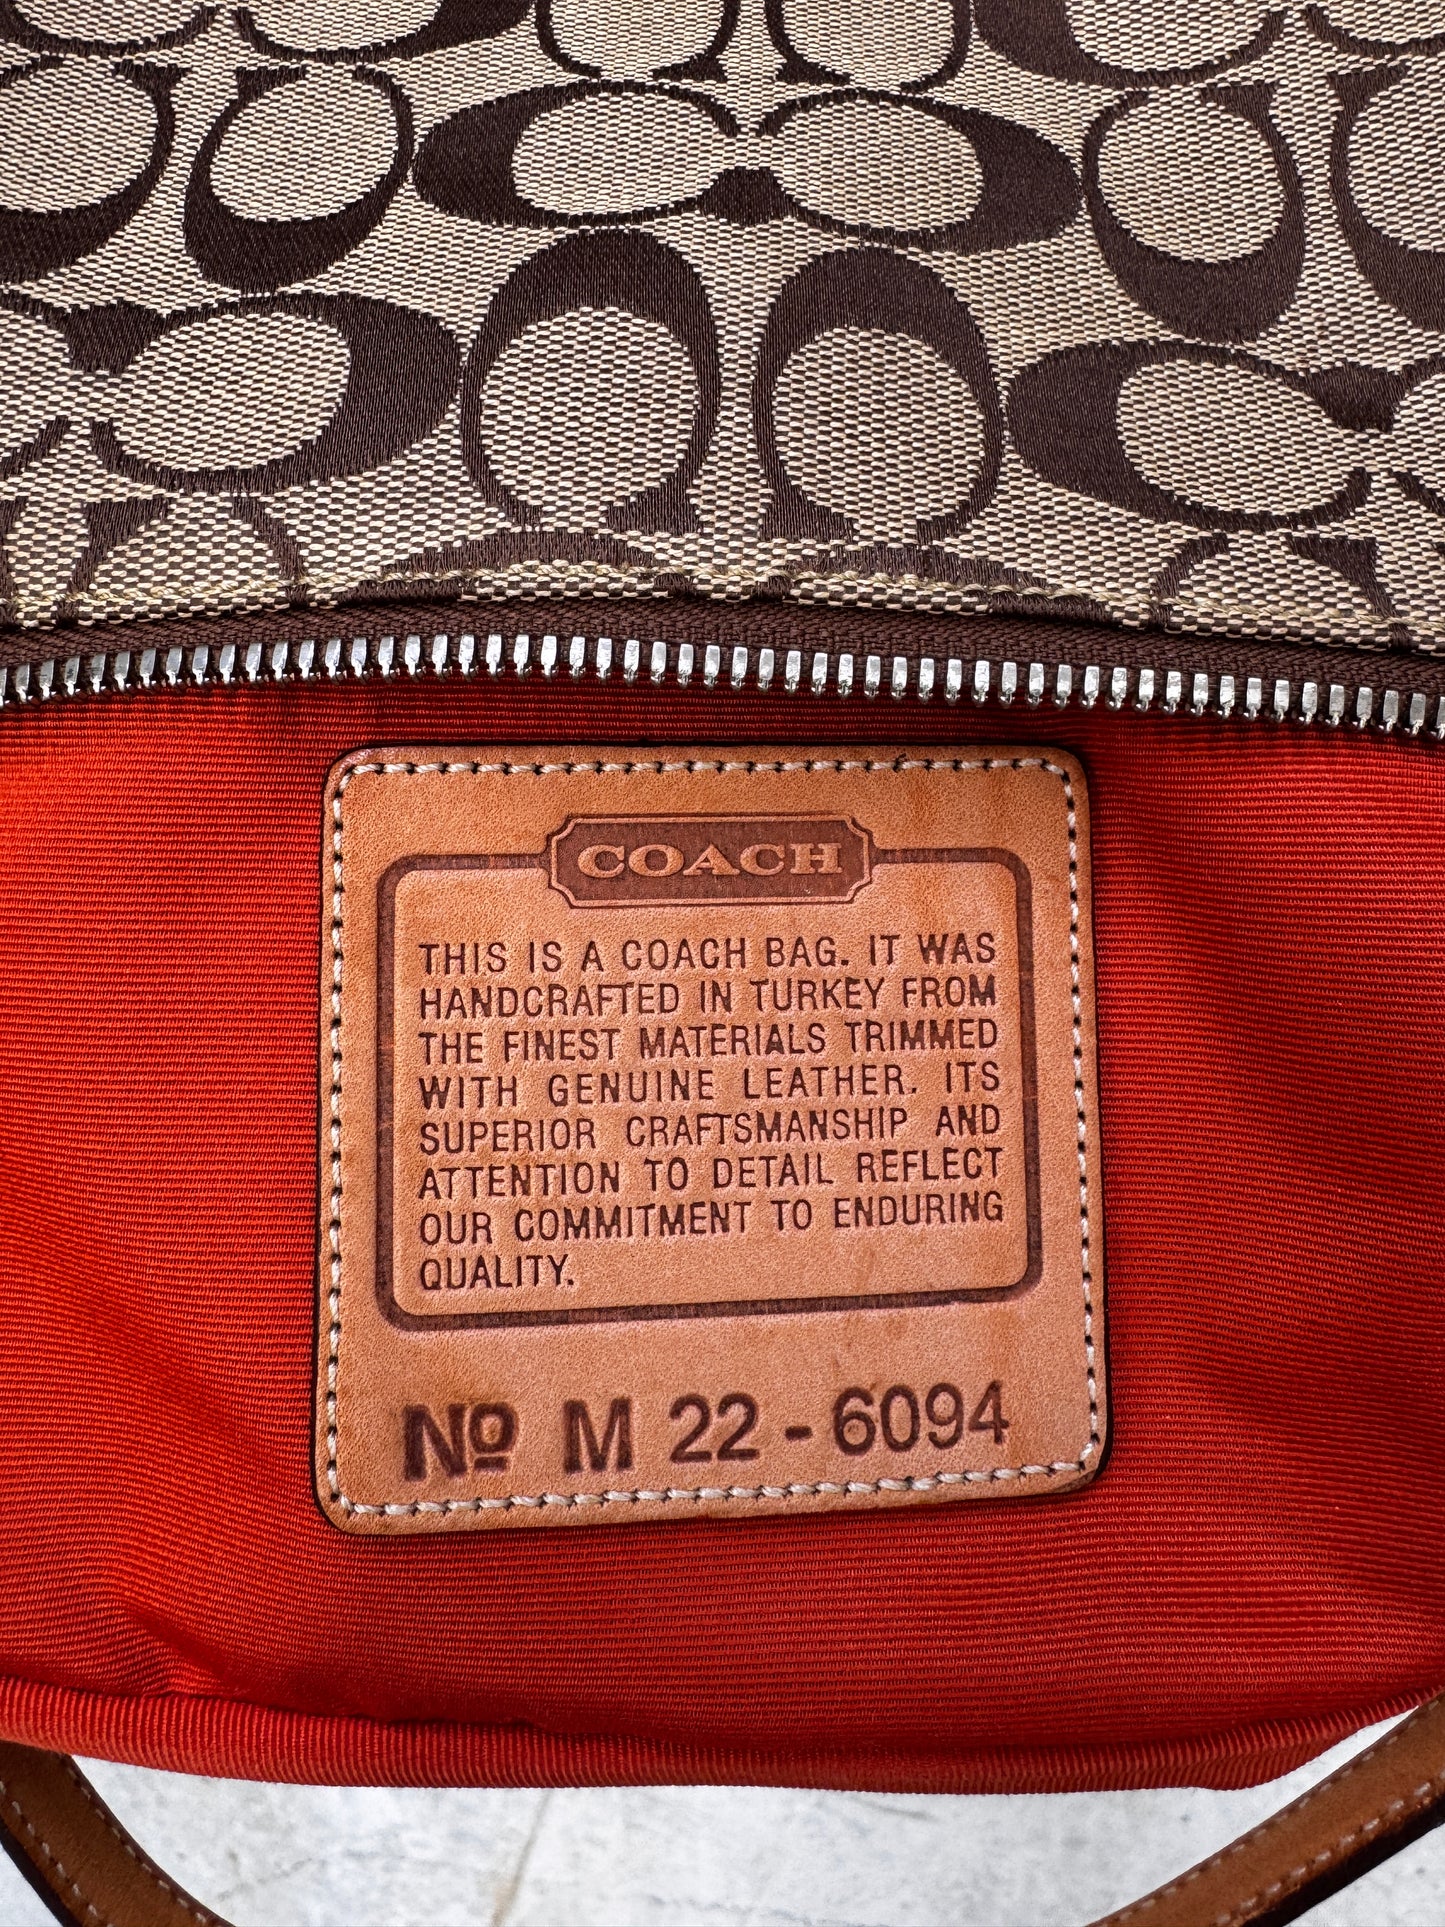 COACH
THIS IS A COACH BAG. IT WAS
HANDCRAFTED IN TURKEY FROM
THE FINEST MATERIALS TRIMMED
WITH GENUINE LEATHER. ITS
SUPERIOR CRAFTSMANSHIP AND
ATTENTION TO DETAIL REFLECT
OUR COMMITMENT TO ENDURING
QUALITY.
Nº M 22 - 6094